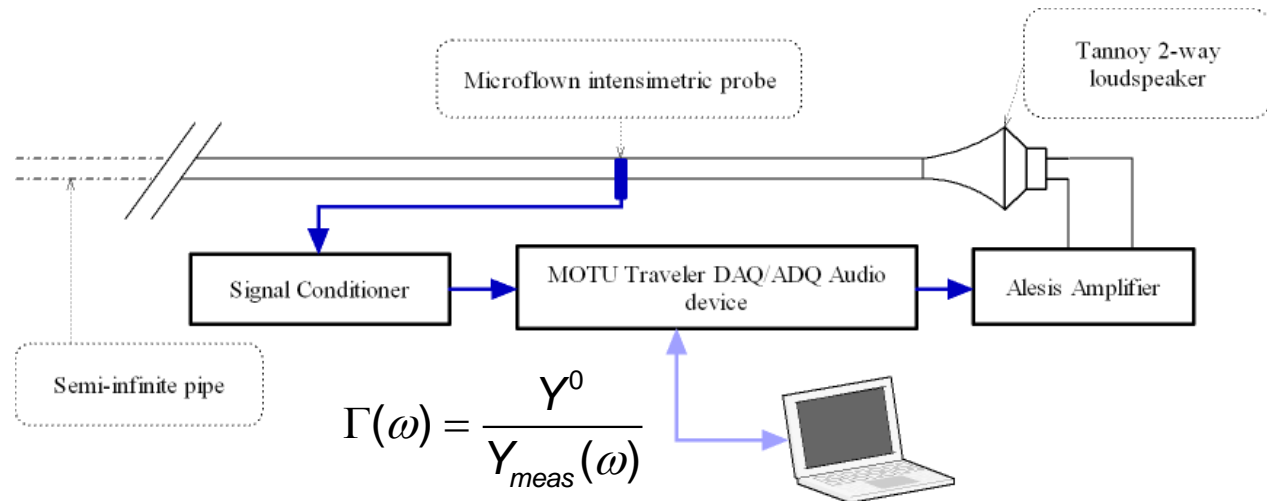 Microflown intensimetric probe
Tannoy 2-way
loudspeaker
Signal Conditioner
MOTU Traveler DAQ/ADQ Audio
device
Alesis Amplifier
Semi-infinite pipe
Γ(ω) = Y⁰ / Y_meas(ω)